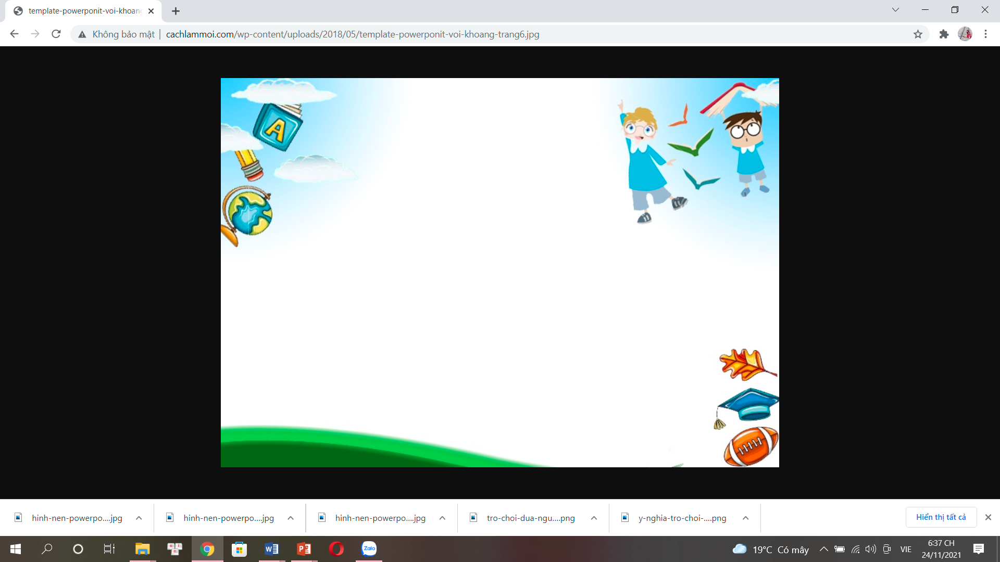 template-powerponit-voi-khoang
Không bảo mật | cachlammoi.com/wp-content/uploads/2018/05/template-powerponit-voi-khoang-trang6.jpg
A
hinh-nen-powerpo....jpg
hinh-nen-powerpo....jpg
hinh-nen-powerpo....jpg
tro-choi-dua-ngu....png
y-nghia-tro-choi-....png
Hiển thị tất cả
Zalo
19°C Có mây
VIE
6:37 CH
24/11/2021